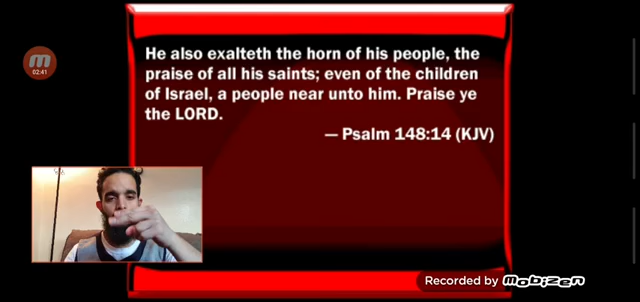 He also exalteth the horn of his people, the
praise of all his saints; even of the children
of Israel, a people near unto him. Praise ye
the LORD.
— Psalm 148:14 (KJV)
02:41
Recorded by mobizen